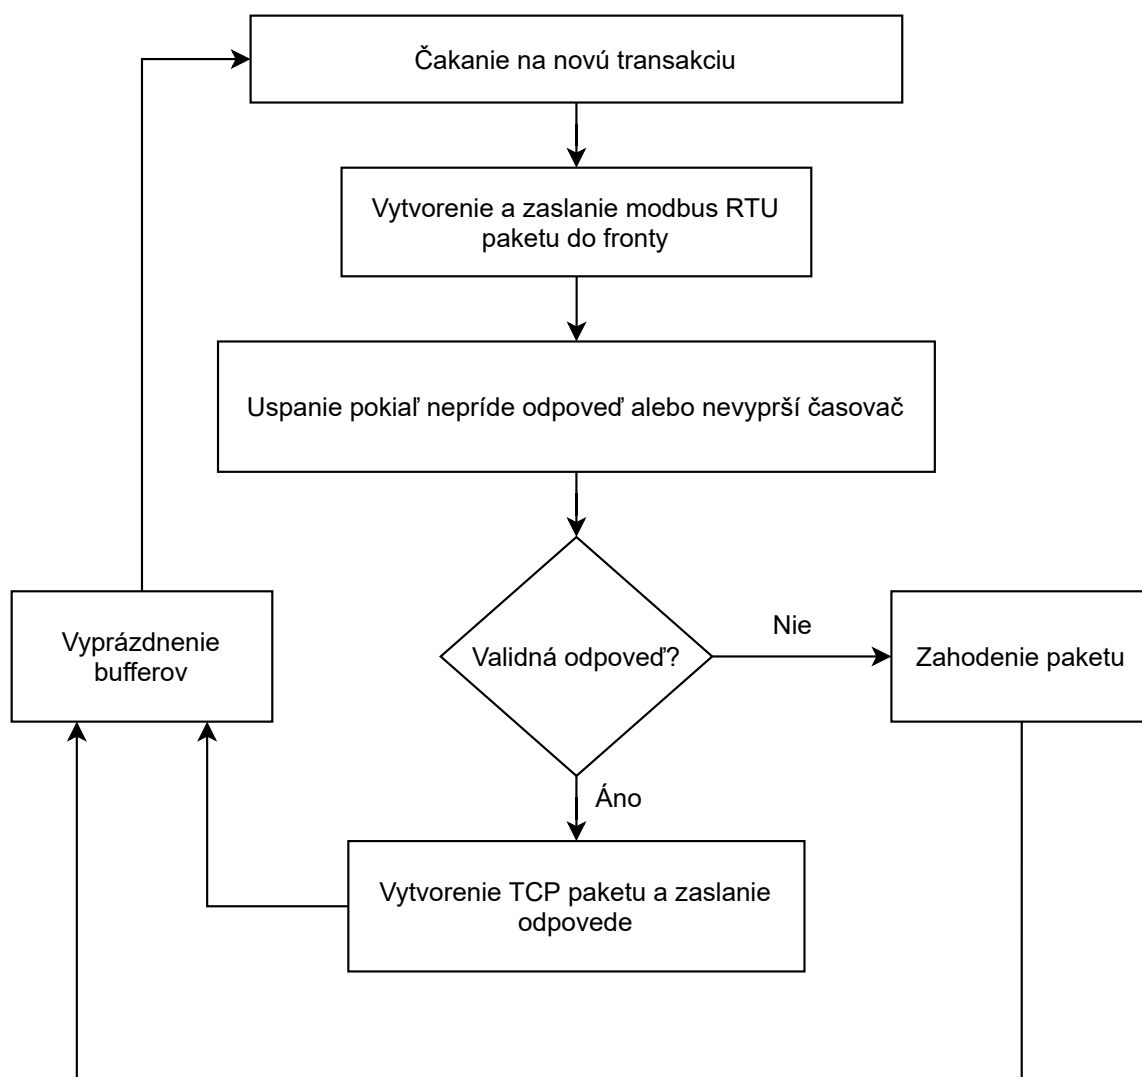 Čakanie na novú transakciu
Vytvorenie a zaslanie modbus RTU
paketu do fronty
Uspanie pokiaľ nepríde odpoveď alebo nevyprší časovač
Vyprázdnenie
bufferov
Validná odpoveď?
Nie
Zahodenie paketu
Áno
Vytvorenie TCP paketu a zaslanie
odpovede